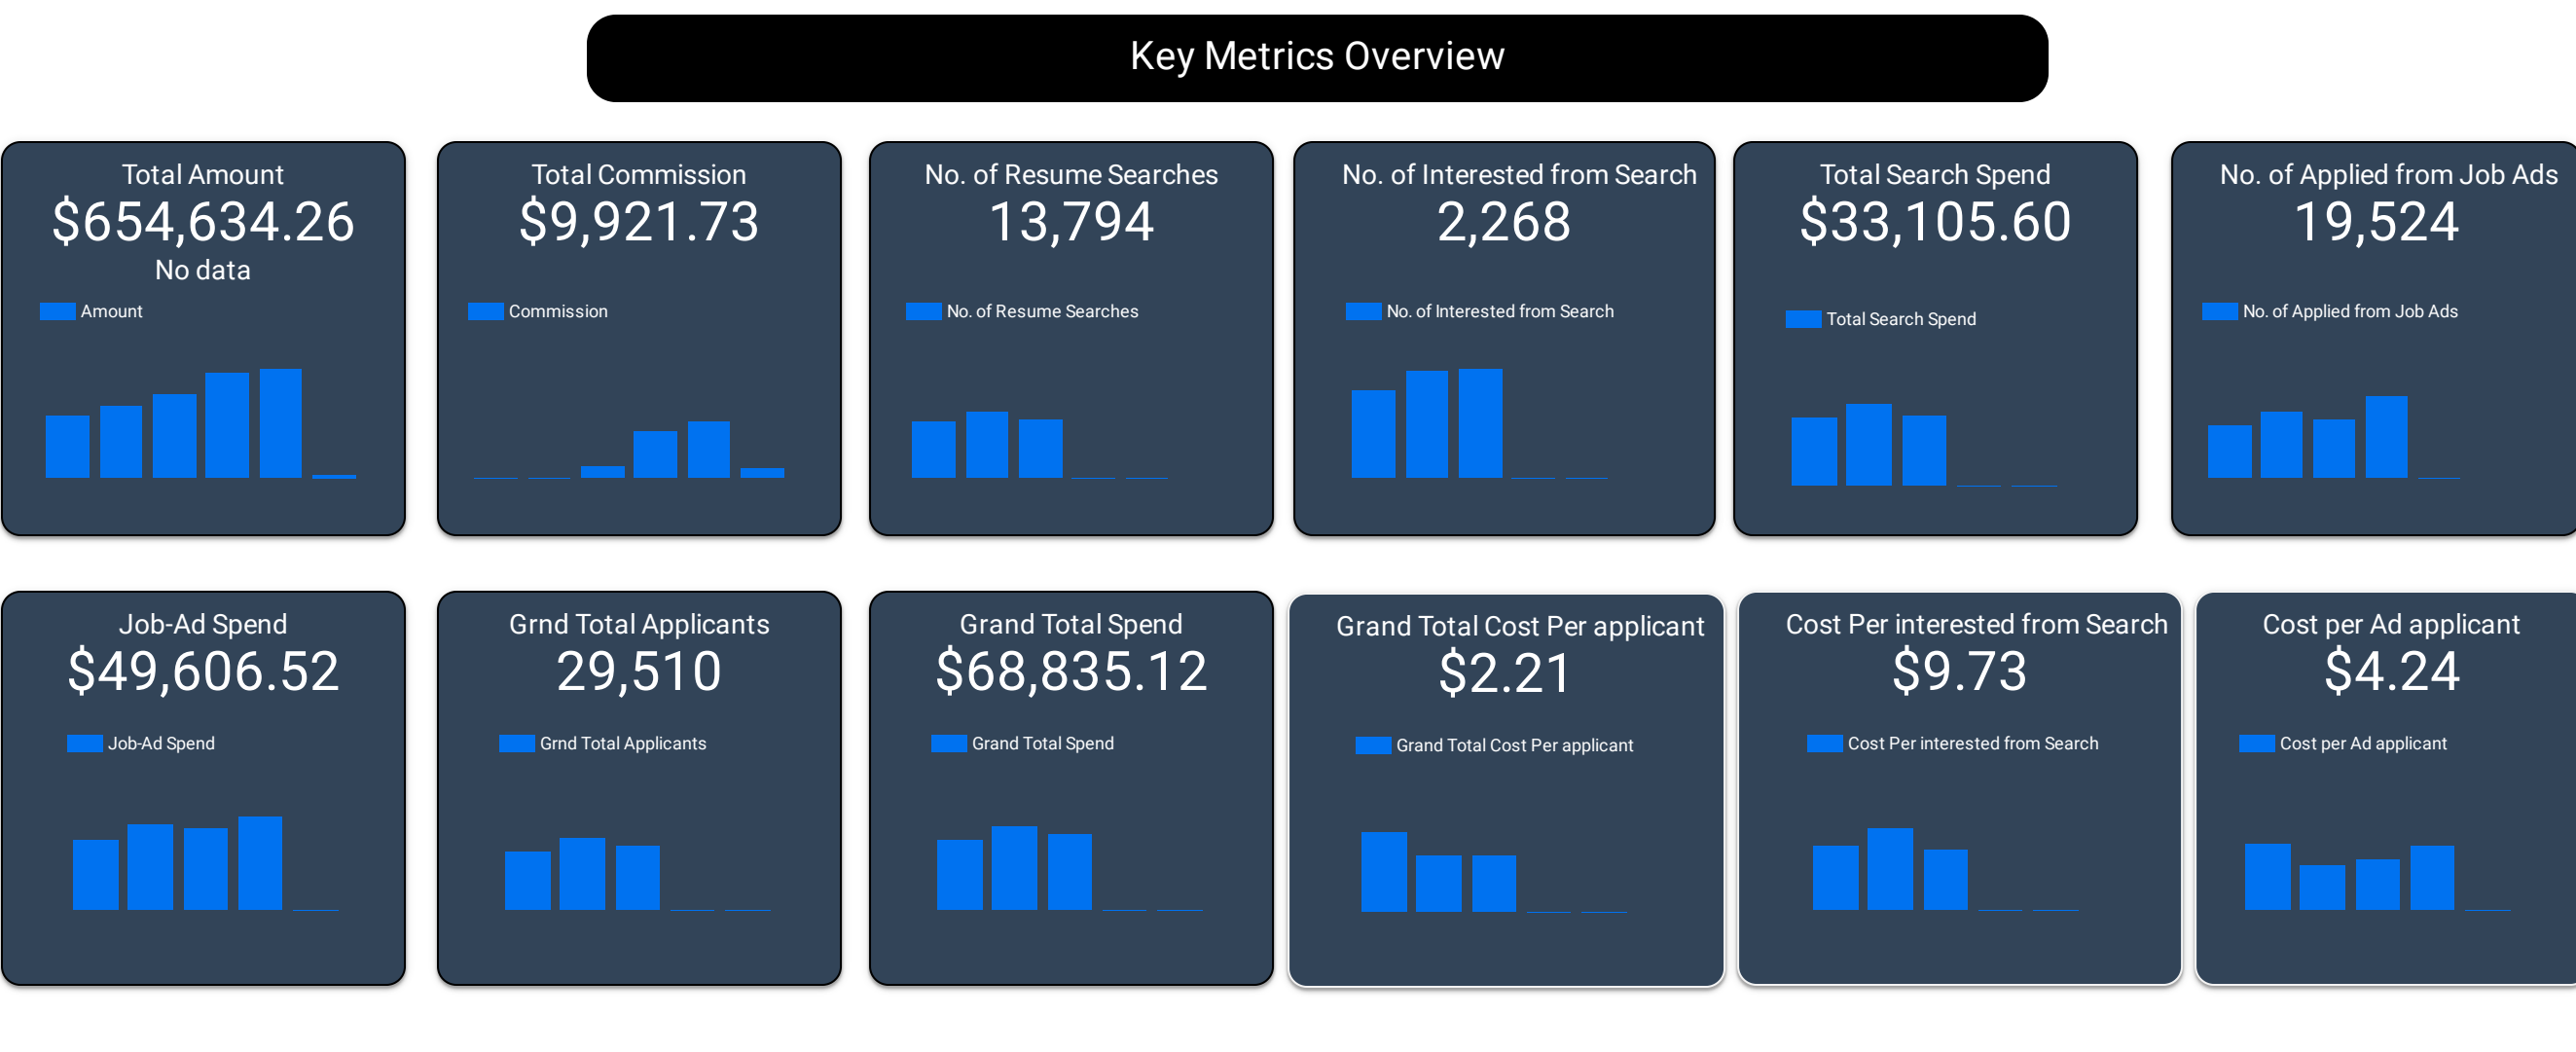 Key Metrics Overview
Total Amount
$654,634.26
No data
Amount
Total Commission
$9,921.73
Commission
No. of Resume Searches
13,794
No. of Resume Searches
No. of Interested from Search
2,268
No. of Interested from Search
Total Search Spend
$33,105.60
Total Search Spend
No. of Applied from Job Ads
19,524
No. of Applied from Job Ads
Job-Ad Spend
$49,606.52
Job-Ad Spend
Grnd Total Applicants
29,510
Grnd Total Applicants
Grand Total Spend
$68,835.12
Grand Total Spend
Grand Total Cost Per applicant
$2.21
Grand Total Cost Per applicant
Cost Per interested from Search
$9.73
Cost Per interested from Search
Cost per Ad applicant
$4.24
Cost per Ad applicant